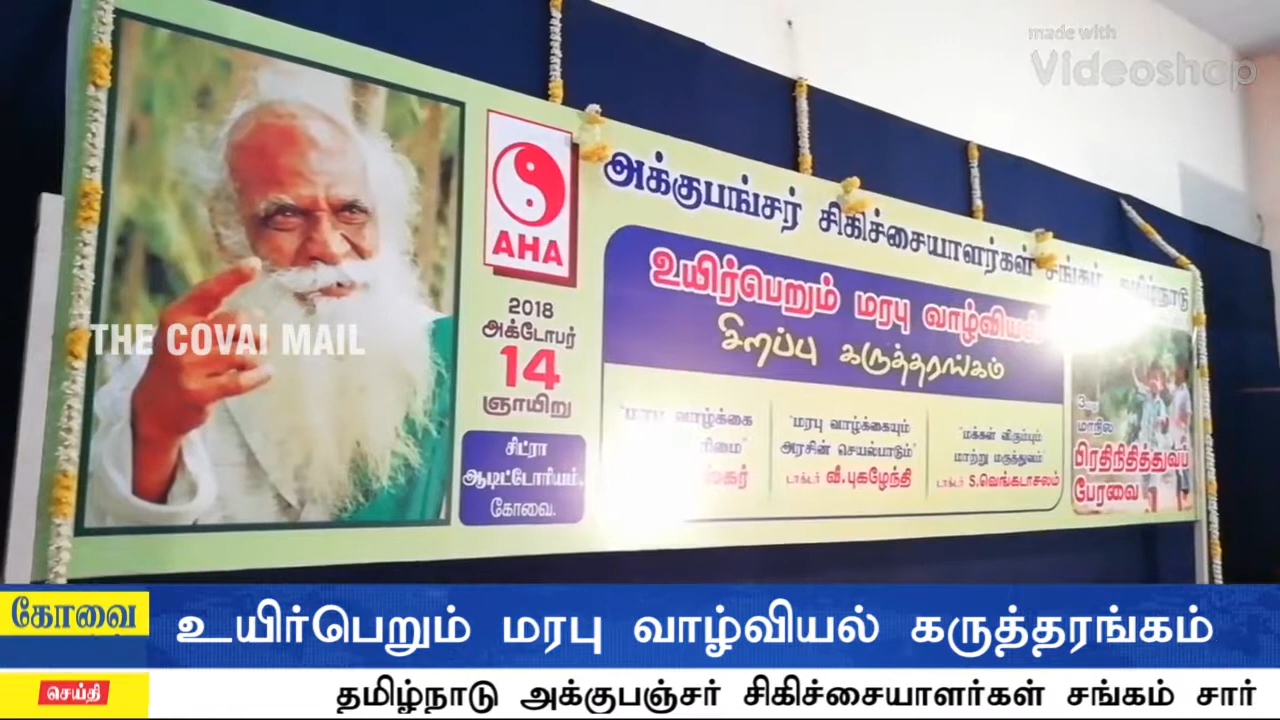 made with
Videoshop
THE COVAI MAIL
AHA
2018
அக்டோபர்
14
ஞாயிறு
சிட்ரா
ஆடிட்டோரியம்,
கோவை.
அக்குபங்சர் சிகிச்சையாளர்கள் சங்கம்
உயிர்பெறும் மரபு வாழ்வியல்
சிறப்பு கருத்தரங்கம்
வாழ்க்கை
"மரபு வாழ்க்கையும்
அரசின் செயல்பாடும்"
டாக்டர் வீ.புகழேந்தி
"மக்கள் விரும்பும்
மாற்று மருத்துவம்"
டாக்டர் S.வெங்கடாசலம்
மாநில
பிரதிநிதித்துவப்
பேரவை
கோவை
உயிர்பெறும் மரபு வாழ்வியல் கருத்தரங்கம்
செய்தி
தமிழ்நாடு அக்குபஞ்சர் சிகிச்சையாளர்கள் சங்கம் சார்